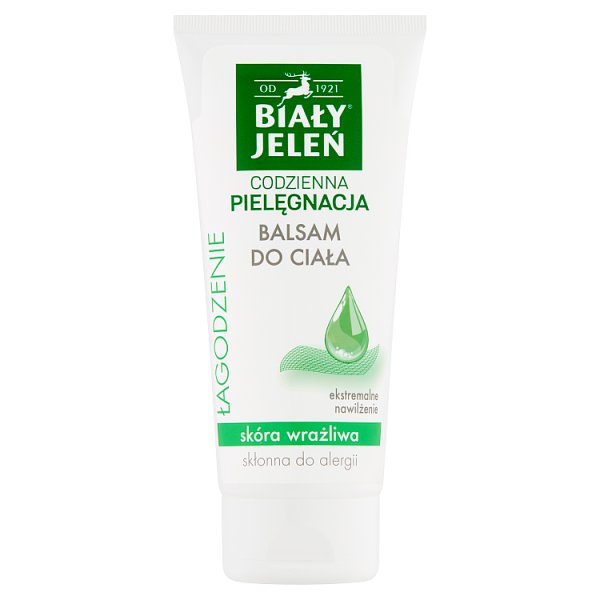 OD 1921
BIAŁY®
JELEŃ
CODZIENNA
PIELĘGNACJA
BALSAM
DO CIAŁA
ŁAGODZENIE
ekstremalne
nawilżenie
skóra wrażliwa
skłonna do alergii